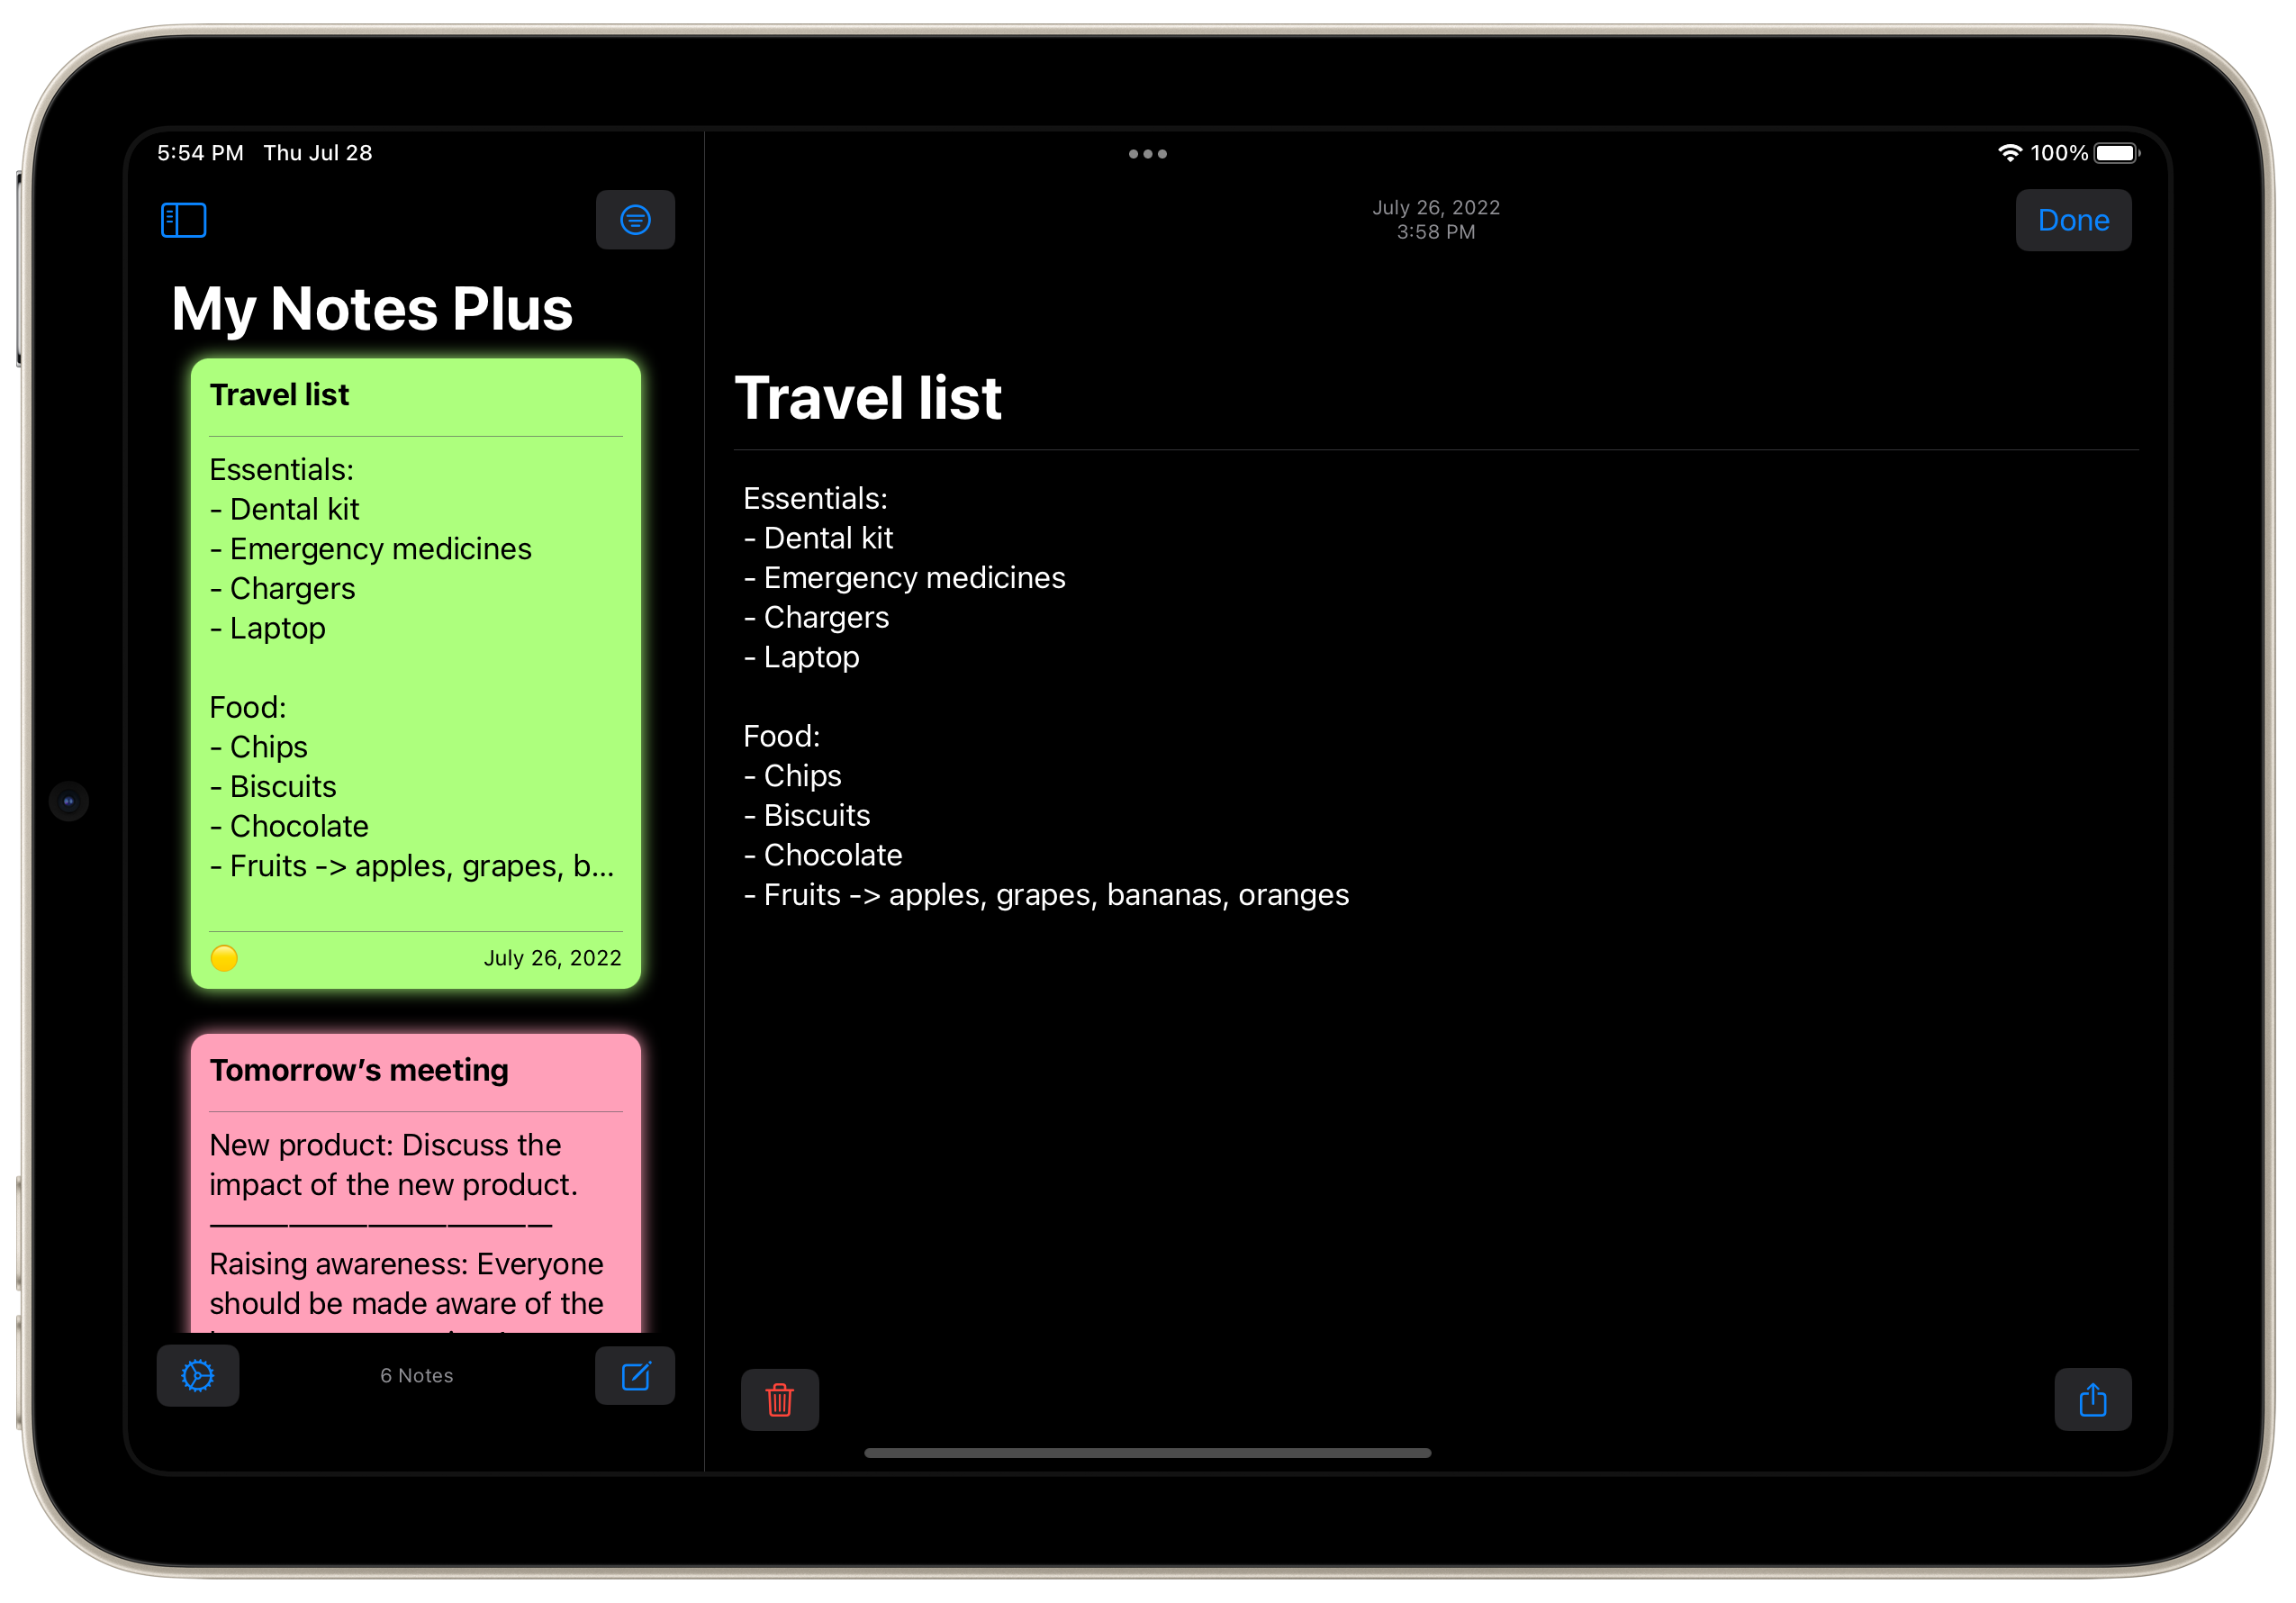 5:54 PM Thu Jul 28
100%
My Notes Plus
Travel list
Essentials:
- Dental kit
- Emergency medicines
- Chargers
- Laptop
Food:
- Chips
- Biscuits
- Chocolate
- Fruits -> apples, grapes, b...
July 26, 2022
Tomorrow’s meeting
New product: Discuss the
impact of the new product.
—————————————
Raising awareness: Everyone
should be made aware of the
6 Notes
July 26, 2022
3:58 PM
Done
Travel list
Essentials:
- Dental kit
- Emergency medicines
- Chargers
- Laptop
Food:
- Chips
- Biscuits
- Chocolate
- Fruits -> apples, grapes, bananas, oranges